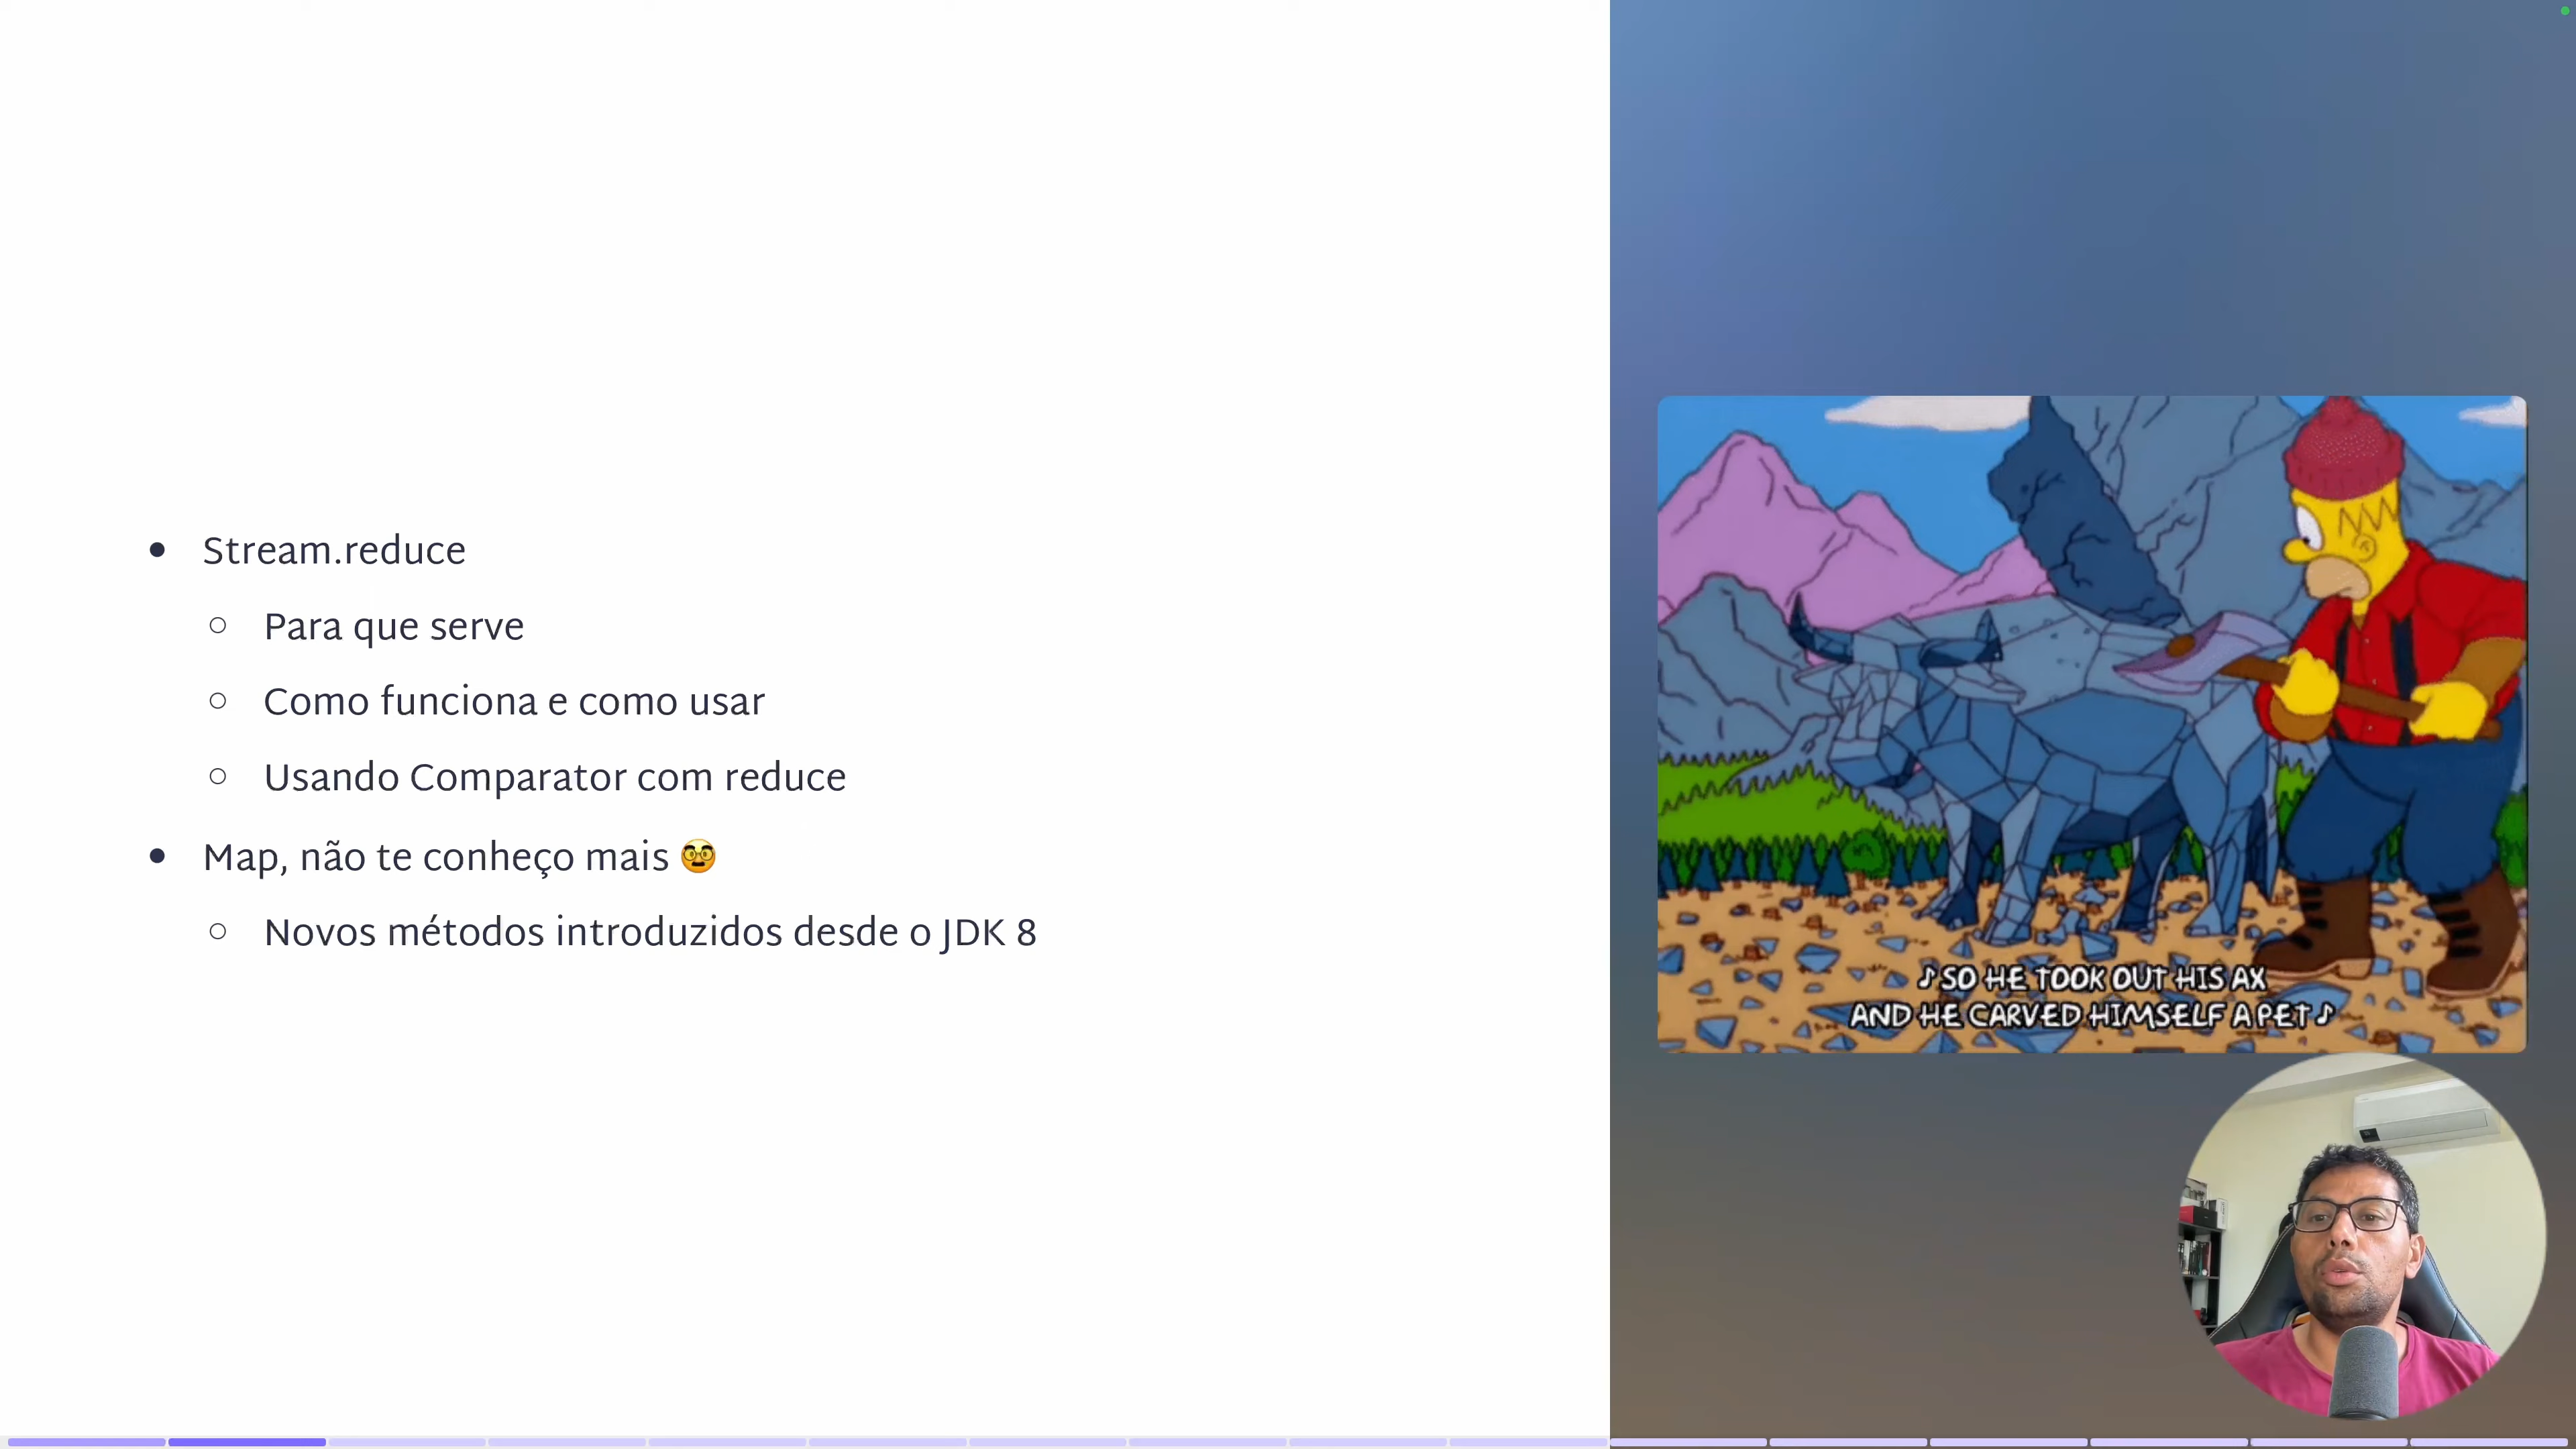 Stream.reduce
Para que serve
Como funciona e como usar
Usando Comparator com reduce
Map, não te conheço mais 🥸
Novos métodos introduzidos desde o JDK 8
♪ SO HE TOOK OUT HIS AX
AND HE CARVED HIMSELF A PET ♪